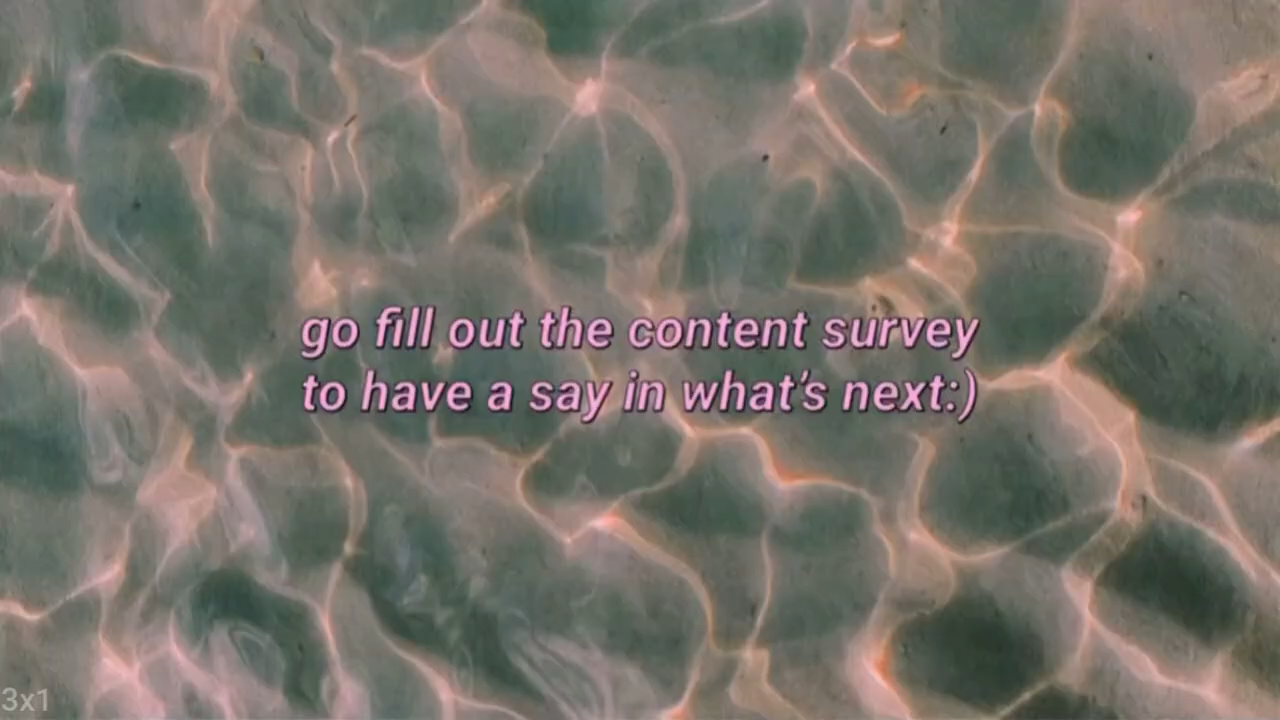 go fill out the content survey
to have a say in what's next:)
3x1